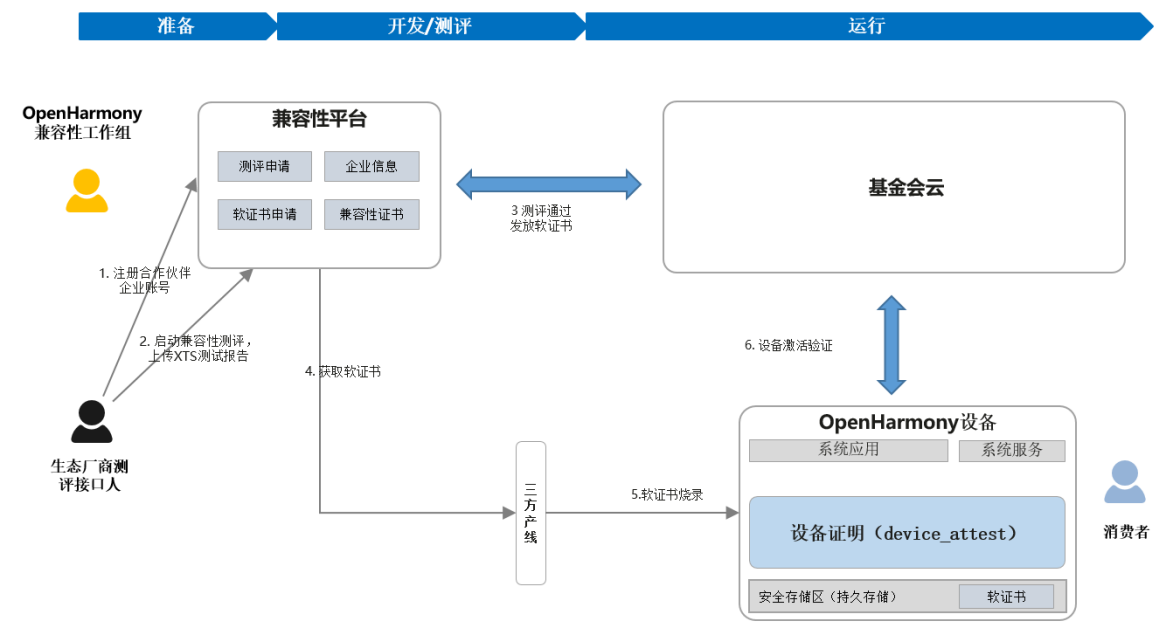 准备
开发/测评
运行
OpenHarmony
兼容性工作组
兼容性平台
测评申请
企业信息
软证书申请
兼容性证书
3 测评通过
发放软证书
基金会云
1. 注册合作伙伴
企业账号
2. 启动兼容性测评，
上传XTS测试报告
4. 获取软证书
6. 设备激活验证
生态厂商测
评接口人
三方产线
5.软证书烧录
OpenHarmony设备
系统应用
系统服务
设备证明（device_attest）
安全存储区（持久存储）
软证书
消费者